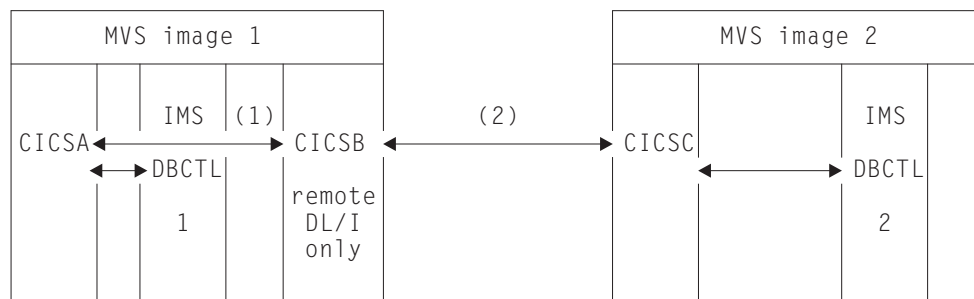 MVS image 1
MVS image 2
IMS (1) (2) IMS
CICSA CICSB CICSC
DBCTL DBCTL
remote
1 DL/I 2
only